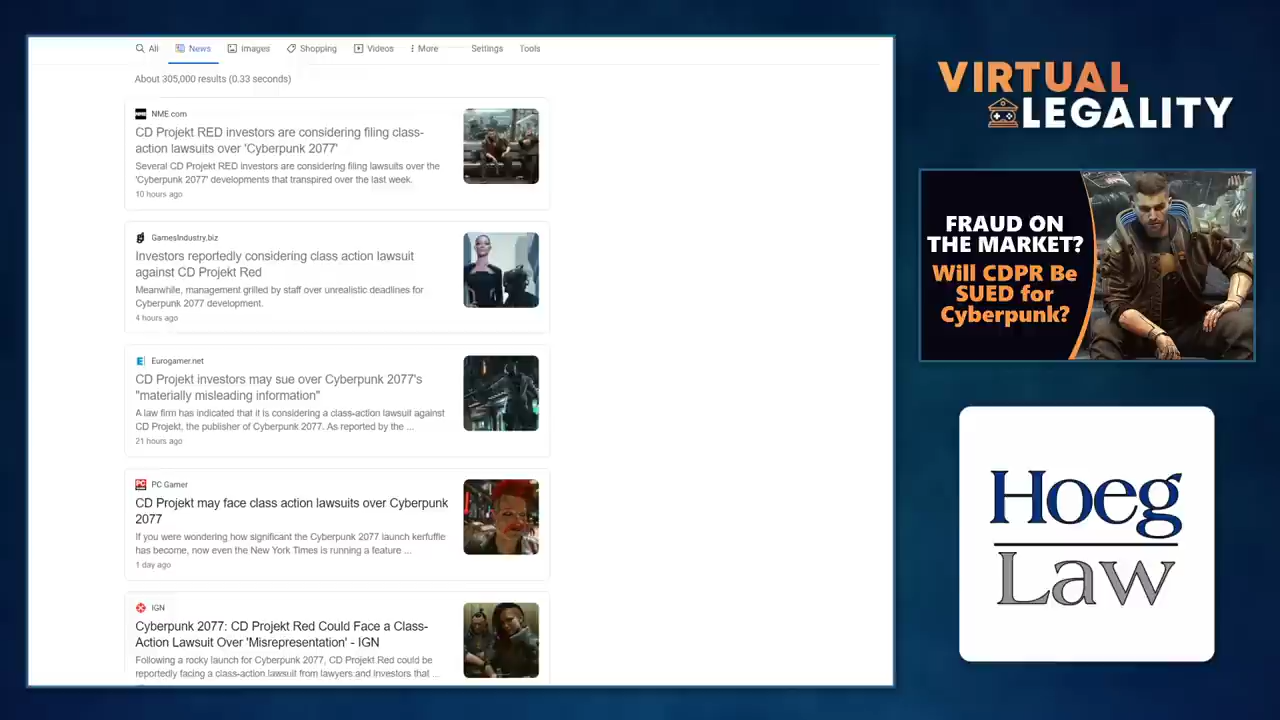 All
News
Images
Shopping
Videos
More
Settings
Tools
About 305,000 results (0.33 seconds)
NME.com
CD Projekt RED investors are considering filing class-
action lawsuits over 'Cyberpunk 2077'
Several CD Projekt RED investors are considering filing lawsuits over the
'Cyberpunk 2077' developments that transpired over the last week.
10 hours ago
GamesIndustry.biz
Investors reportedly considering class action lawsuit
against CD Projekt Red
Meanwhile, management grilled by staff over unrealistic deadlines for
Cyberpunk 2077 development.
4 hours ago
Eurogamer.net
CD Projekt investors may sue over Cyberpunk 2077's
"materially misleading information"
A law firm has indicated that it is considering a class-action lawsuit against
CD Projekt, the publisher of Cyberpunk 2077. As reported by the ...
21 hours ago
PC Gamer
CD Projekt may face class action lawsuits over Cyberpunk
2077
If you were wondering how significant the Cyberpunk 2077 launch kerfuffle
has become, now even the New York Times is running a feature ...
1 day ago
IGN
Cyberpunk 2077: CD Projekt Red Could Face a Class-
Action Lawsuit Over 'Misrepresentation' - IGN
Following a rocky launch for Cyberpunk 2077, CD Projekt Red could be
reportedly facing a class-action lawsuit from lawyers and investors that ...
VIRTUAL
LEGALITY
FRAUD ON
THE MARKET?
Will CDPR Be
SUED for
Cyberpunk?
Hoeg
Law